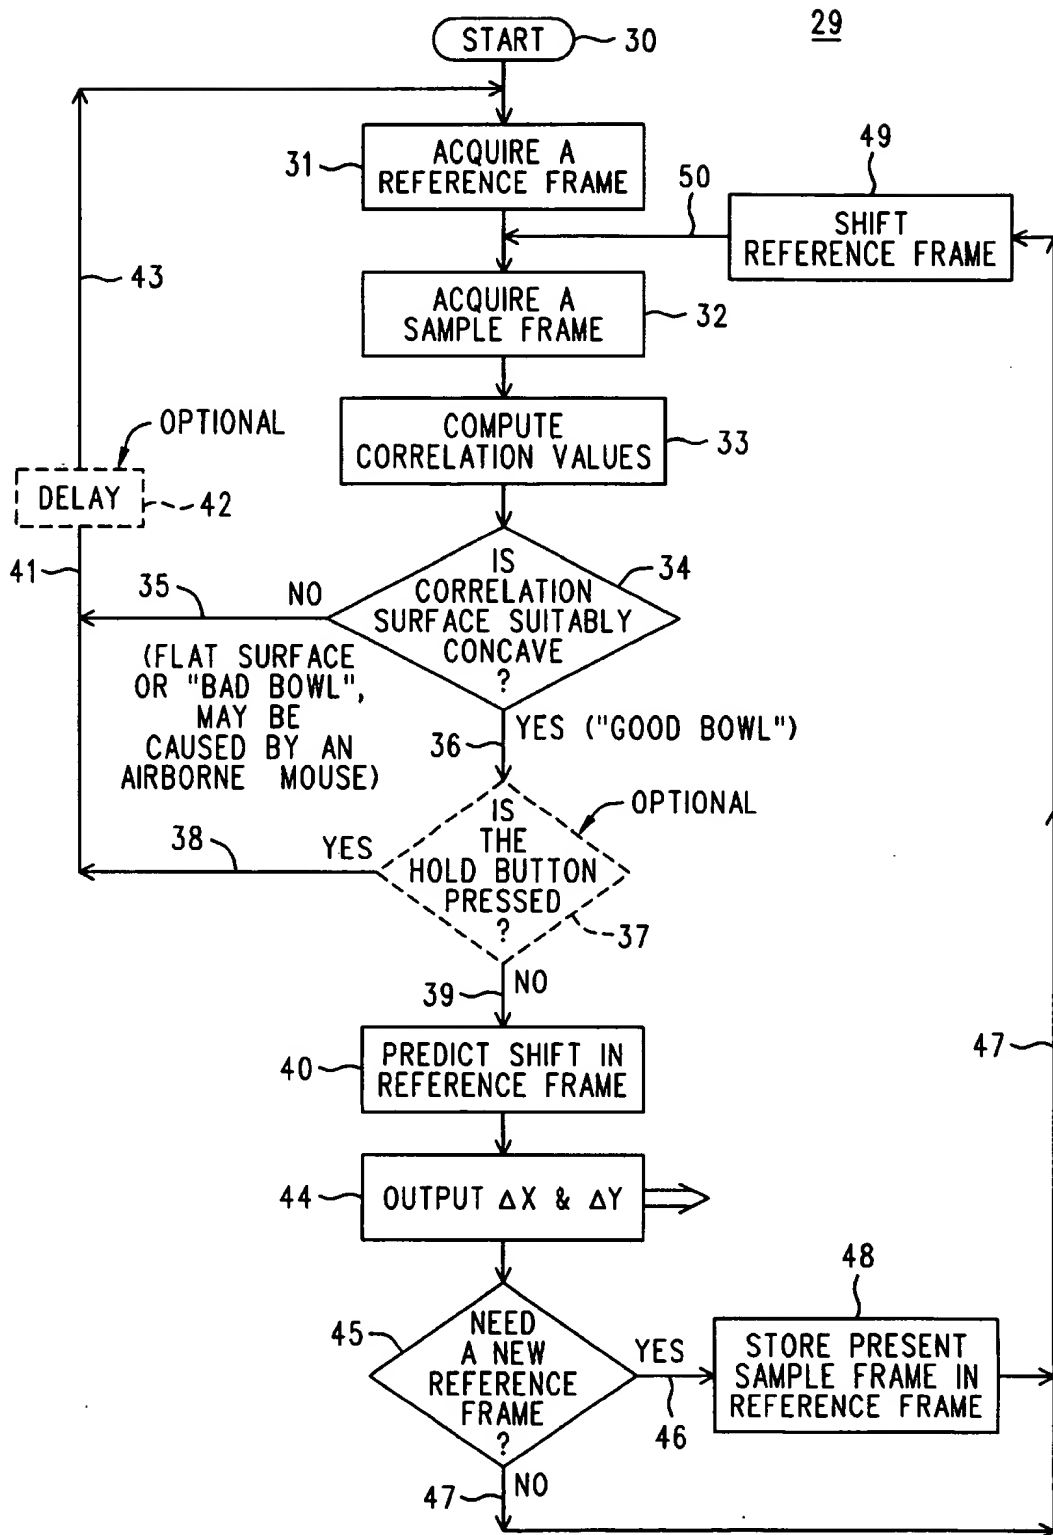 29
START
30
ACQUIRE A
REFERENCE FRAME
31
49
50
SHIFT
REFERENCE FRAME
43
ACQUIRE A
SAMPLE FRAME
32
OPTIONAL
COMPUTE
CORRELATION VALUES
33
DELAY
42
41
35
NO
IS
CORRELATION
SURFACE SUITABLY
CONCAVE
?
34
(FLAT SURFACE
OR "BAD BOWL",
MAY BE
CAUSED BY AN
AIRBORNE MOUSE)
36
YES ("GOOD BOWL")
OPTIONAL
38
YES
IS
THE
HOLD BUTTON
PRESSED
?
37
39
NO
40
PREDICT SHIFT IN
REFERENCE FRAME
47
44
OUTPUT ΔX & ΔY
48
45
NEED
A NEW
REFERENCE
FRAME
?
YES
46
STORE PRESENT
SAMPLE FRAME IN
REFERENCE FRAME
47
NO